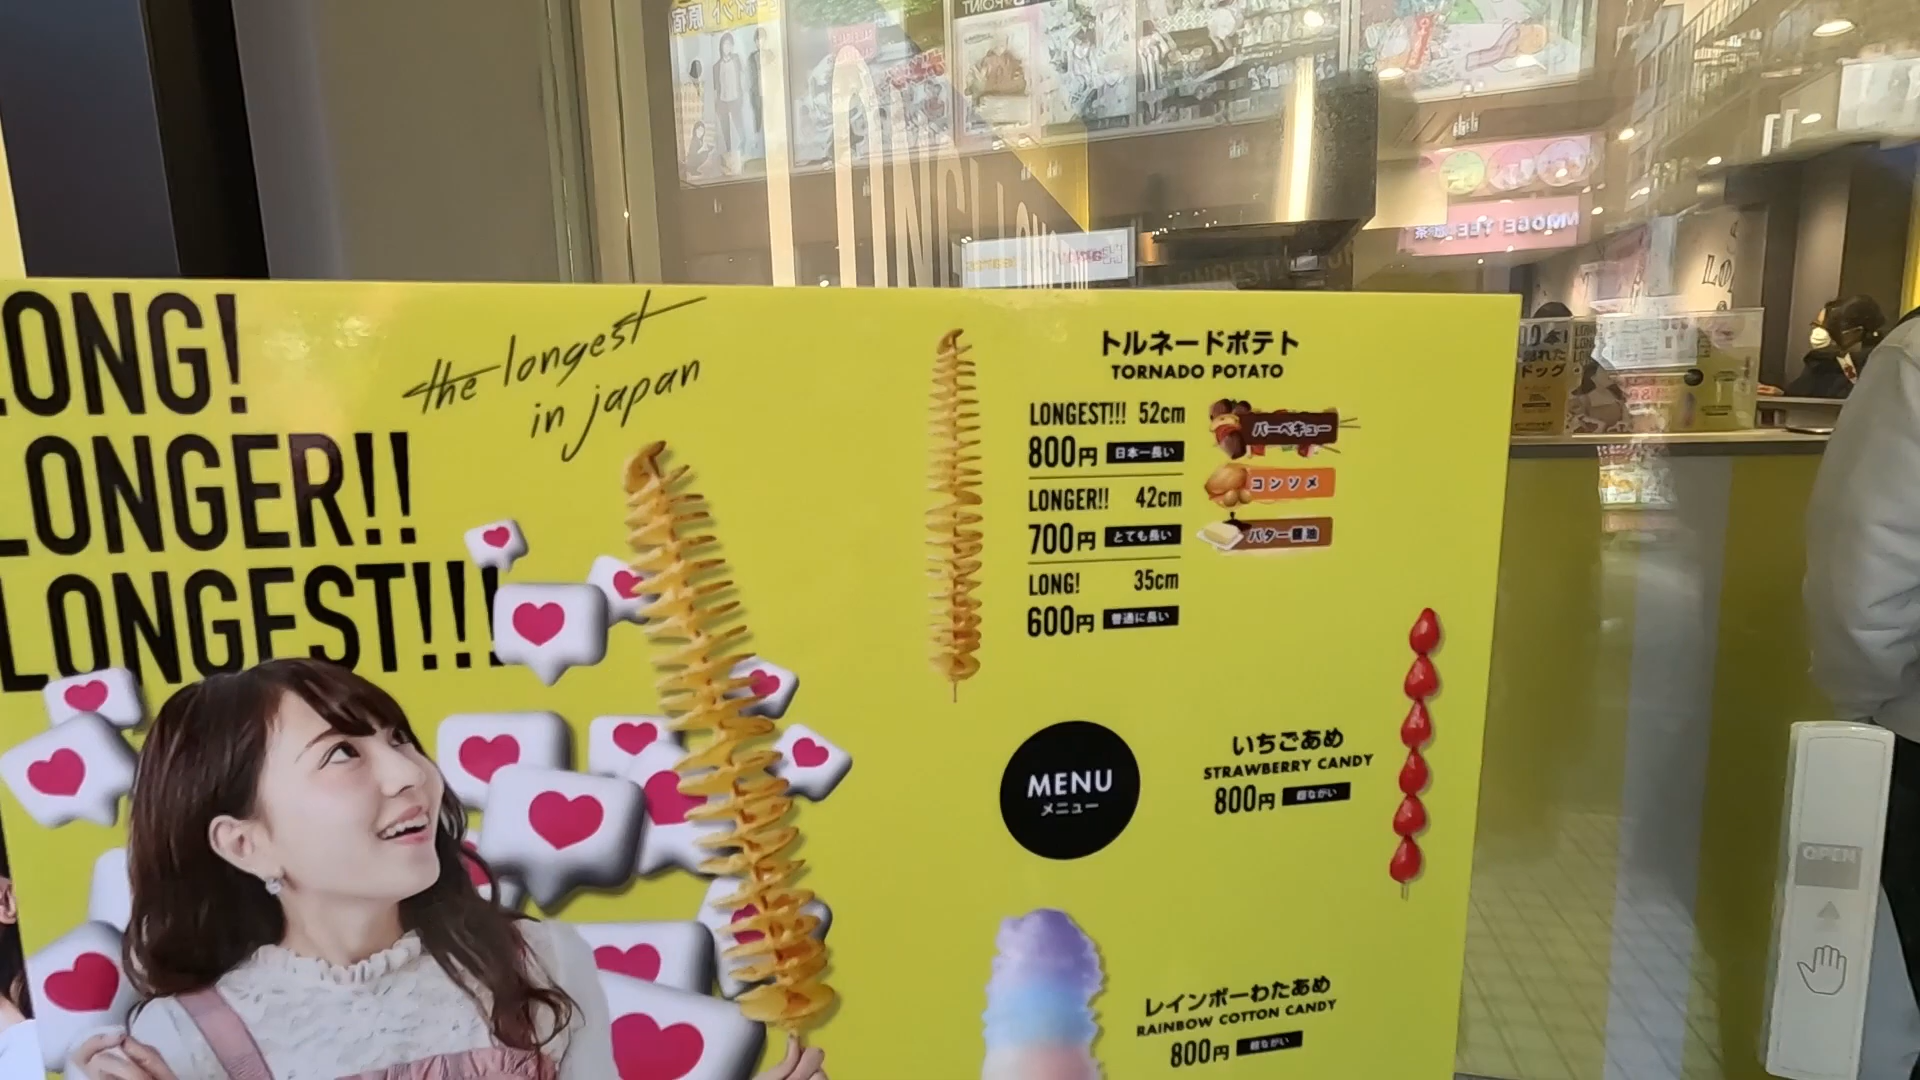 LONG!
LONGER!!
LONGEST!!!
the longest
in japan
トルネードポテト
TORNADO POTATO
LONGEST!!! 52cm
800円 日本一長い
LONGER!! 42cm
700円 とても長い
LONG! 35cm
600円 普通に長い
バーベキュー
コンソメ
バター醤油
MENU
メニュー
いちごあめ
STRAWBERRY CANDY
800円 超ながい
レインボーわたあめ
RAINBOW COTTON CANDY
800円 超ながい
OPEN